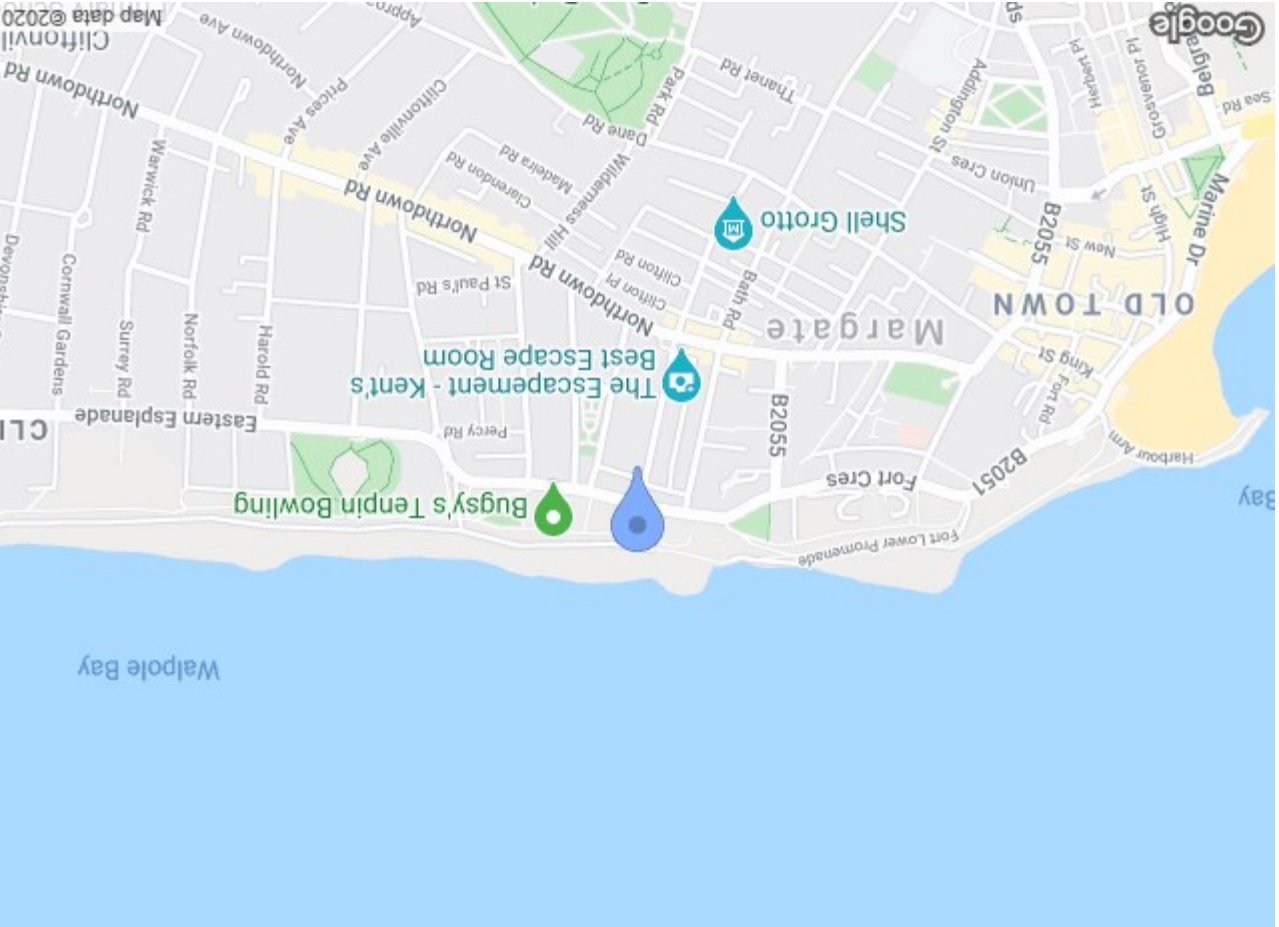 Walpole Bay
Fort Lower Promenade
Bay
Bugsy's Tenpin Bowling
B2051
Fort Cres
Harbour Arm
Percy Rd
CLI
Eastern Esplanade
B2055
Fort Rd
The Escapement - Kent's
Best Escape Room
King St
Surrey Rd
Harold Rd
Norfolk Rd
Margate
Cornwall Gardens
OLD TOWN
Northdown Rd
Clifton Pl
Bath Rd
St Paul's Rd
Clifton Rd
New St
B2055
Shell Grotto
Marine Dr
High St
Northdown Rd
Wilderness Hill
Warwick Rd
Union Cres
Madeira Rd
Clarendon Rd
Dane Rd
Cliftonville Ave
Prices Ave
Addington St
Sea Rd
Northdown Rd
Park Rd
Thanet Rd
Grosvenor Pl
Herbert Pl
Northdown Ave
Google
Map data ©2020